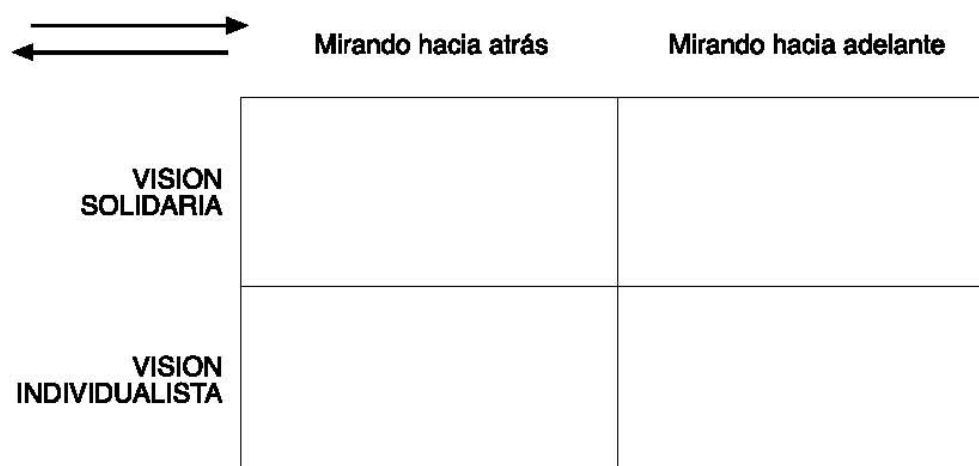 Mirando hacia atrás
Mirando hacia adelante
VISION
SOLIDARIA
VISION
INDIVIDUALISTA